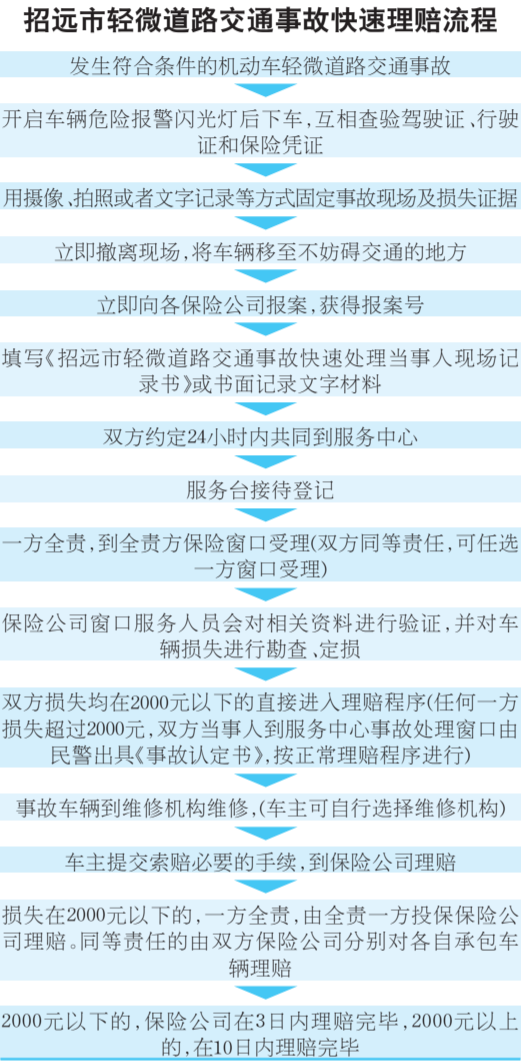 招远市轻微道路交通事故快速理赔流程
发生符合条件的机动车轻微道路交通事故
开启车辆危险报警闪光灯后下车,互相查验驾驶证、行驶
证和保险凭证
用摄像、拍照或者文字记录等方式固定事故现场及损失证据
立即撤离现场,将车辆移至不妨碍交通的地方
立即向各保险公司报案,获得报案号
填写《招远市轻微道路交通事故快速处理当事人现场记
录书》或书面记录文字材料
双方约定24小时内共同到服务中心
服务台接待登记
一方全责,到全责方保险窗口受理(双方同等责任,可任选
一方窗口受理)
保险公司窗口服务人员会对相关资料进行验证,并对车
辆损失进行勘查、定损
双方损失均在2000元以下的直接进入理赔程序(任何一方
损失超过2000元,双方当事人到服务中心事故处理窗口由
民警出具《事故认定书》,按正常理赔程序进行)
事故车辆到维修机构维修,(车主可自行选择维修机构)
车主提交索赔必要的手续,到保险公司理赔
损失在2000元以下的,一方全责,由全责一方投保保险公
司理赔。同等责任的由双方保险公司分别对各自承包车
辆理赔
2000元以下的,保险公司在3日内理赔完毕,2000元以上
的,在10日内理赔完毕